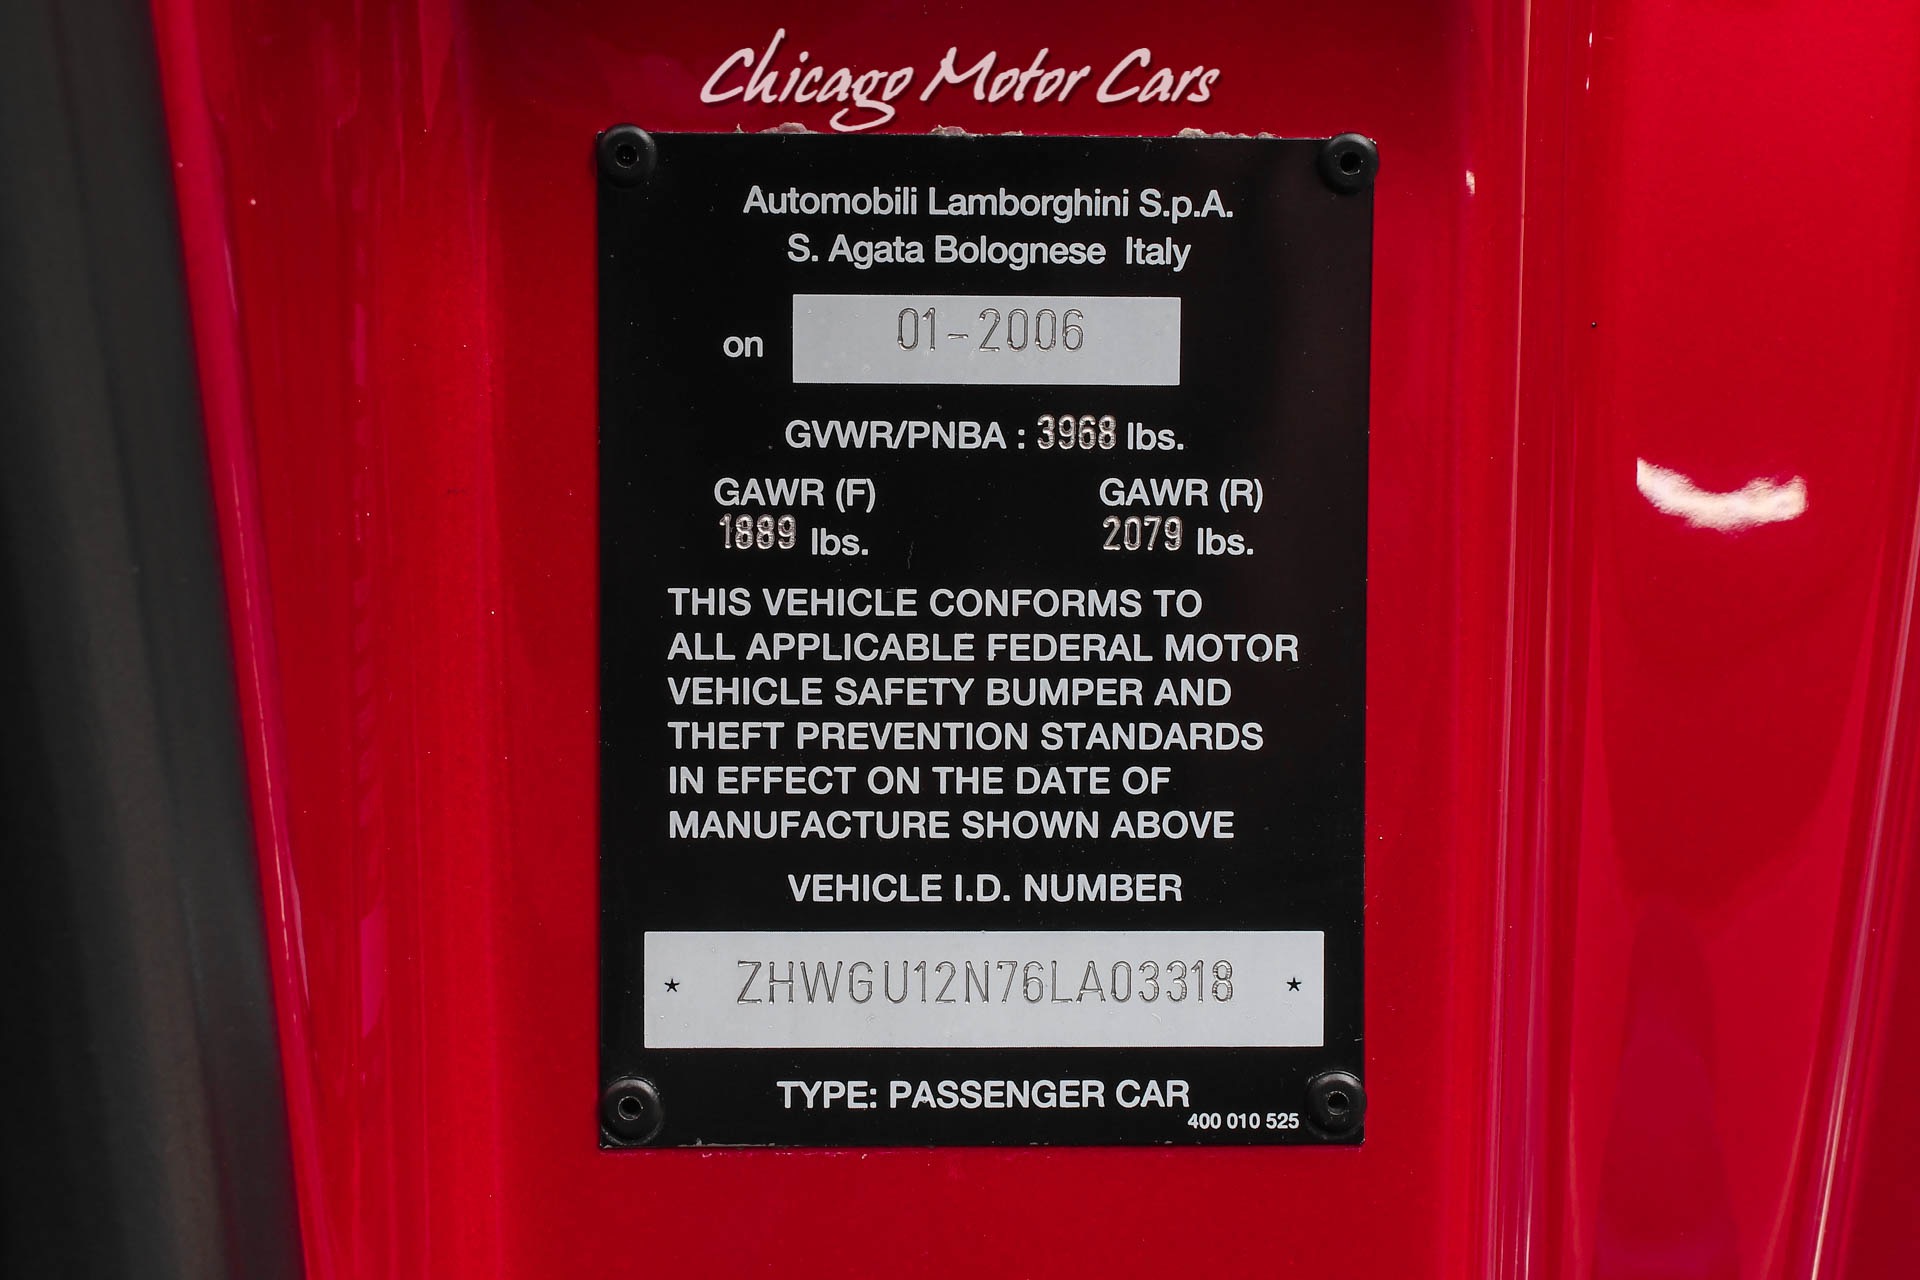 Chicago Motor Cars
Automobili Lamborghini S.p.A.
S. Agata Bolognese Italy
on 01-2006
GVWR/PNBA : 3968 lbs.
GAWR (F) GAWR (R)
1889 lbs. 2079 lbs.
THIS VEHICLE CONFORMS TO
ALL APPLICABLE FEDERAL MOTOR
VEHICLE SAFETY BUMPER AND
THEFT PREVENTION STANDARDS
IN EFFECT ON THE DATE OF
MANUFACTURE SHOWN ABOVE
VEHICLE I.D. NUMBER
* ZHWGU12N76LA03318 *
TYPE: PASSENGER CAR
400 010 525